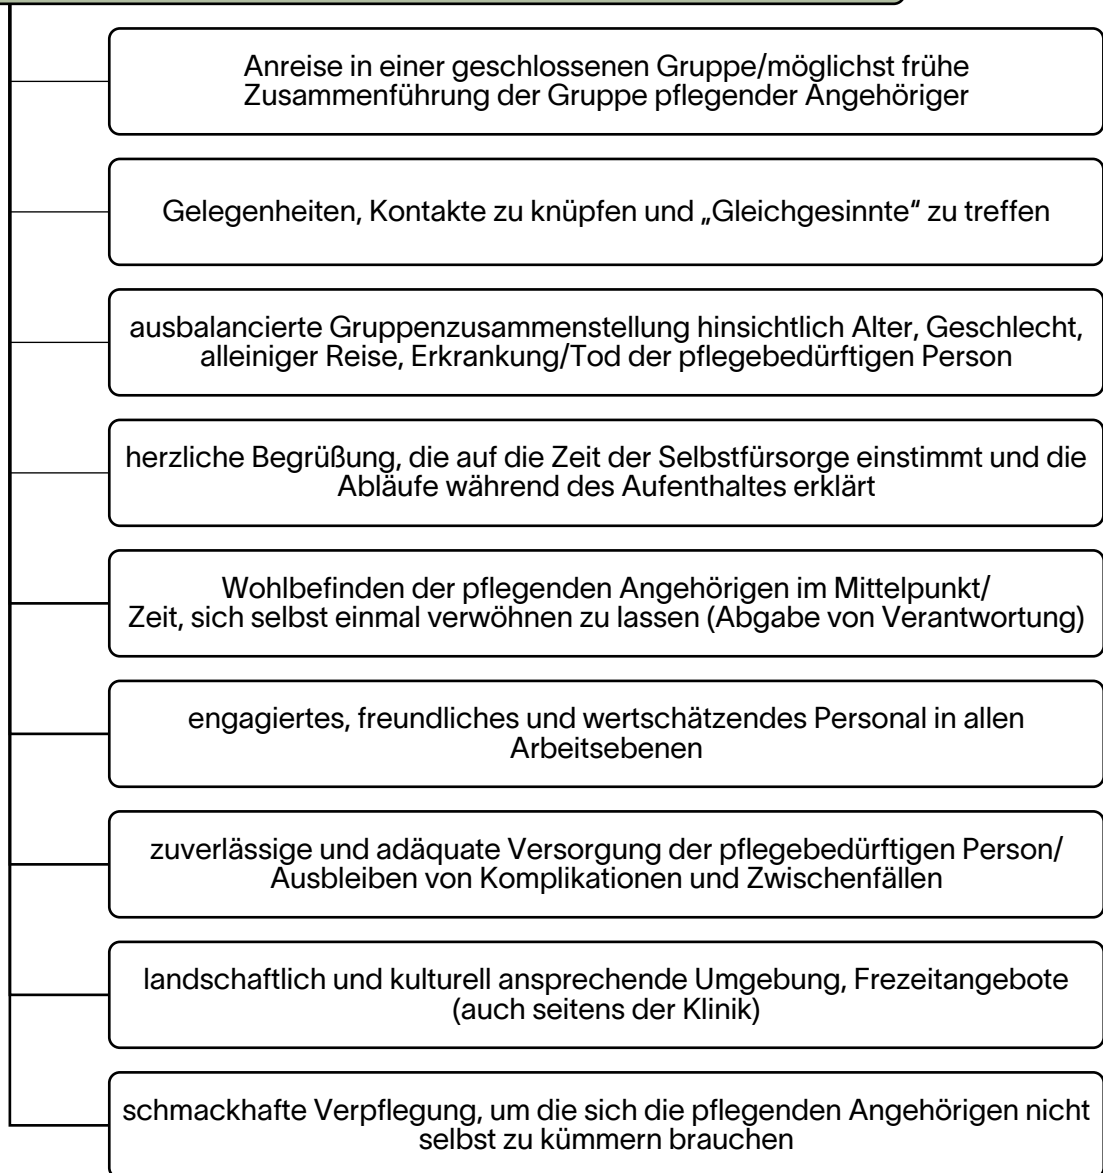 Anreise in einer geschlossenen Gruppe/möglichst frühe
Zusammenführung der Gruppe pflegender Angehöriger
Gelegenheiten, Kontakte zu knüpfen und „Gleichgesinnte" zu treffen
ausbalancierte Gruppenzusammenstellung hinsichtlich Alter, Geschlecht,
alleiniger Reise, Erkrankung/Tod der pflegebedürftigen Person
herzliche Begrüßung, die auf die Zeit der Selbstfürsorge einstimmt und die
Abläufe während des Aufenthaltes erklärt
Wohlbefinden der pflegenden Angehörigen im Mittelpunkt/
Zeit, sich selbst einmal verwöhnen zu lassen (Abgabe von Verantwortung)
engagiertes, freundliches und wertschätzendes Personal in allen
Arbeitsebenen
zuverlässige und adäquate Versorgung der pflegebedürftigen Person/
Ausbleiben von Komplikationen und Zwischenfällen
landschaftlich und kulturell ansprechende Umgebung, Frezeitangebote
(auch seitens der Klinik)
schmackhafte Verpflegung, um die sich die pflegenden Angehörigen nicht
selbst zu kümmern brauchen